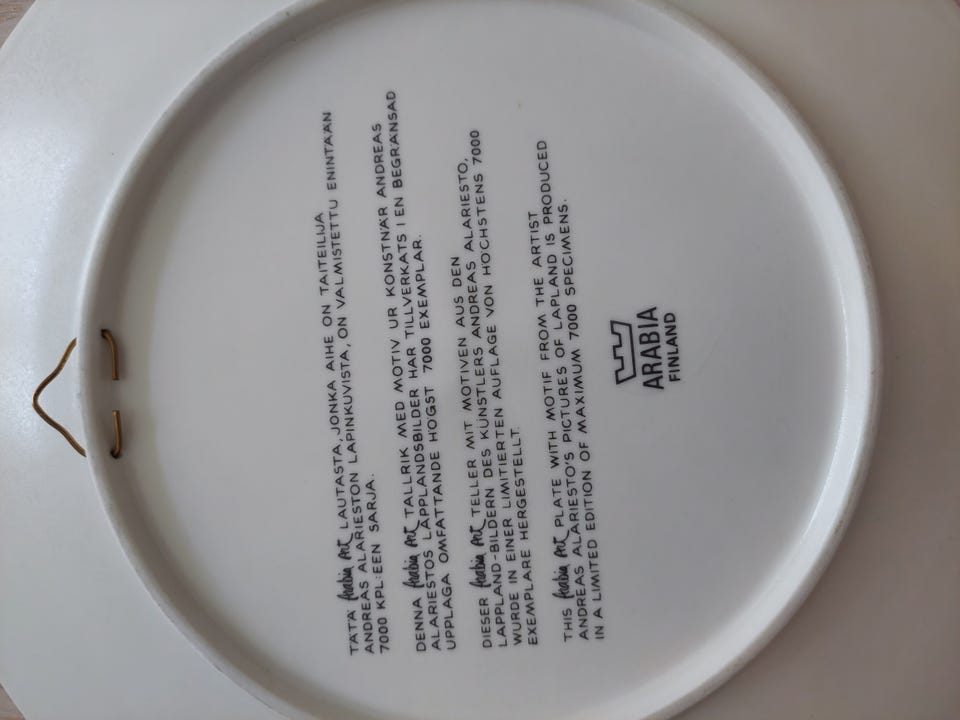 TÄTÄ Arabia Art LAUTASTA, JONKA AIHE ON TAITEILIJA
ANDREAS ALARIESTON LAPINKUVISTA, ON VALMISTETTU ENINTÄÄN
7000 KPL:EEN SARJA.
DENNA Arabia Art TALLRIK MED MOTIV UR KONSTNÄR ANDREAS
ALARIESTOS LAPPLANDSBILDER HAR TILLVERKATS I EN BEGRÄNSAD
UPPLAGA OMFATTANDE HÖGST 7000 EXEMPLAR.
DIESER Arabia Art TELLER MIT MOTIVEN AUS DEN
LAPPLAND-BILDERN DES KÜNSTLERS ANDREAS ALARIESTO,
WURDE IN EINER LIMITIERTEN AUFLAGE VON HÖCHSTENS 7000
EXEMPLARE HERGESTELLT.
THIS Arabia Art PLATE WITH MOTIF FROM THE ARTIST
ANDREAS ALARIESTO'S PICTURES OF LAPLAND IS PRODUCED
IN A LIMITED EDITION OF MAXIMUM 7000 SPECIMENS.
ARABIA
FINLAND